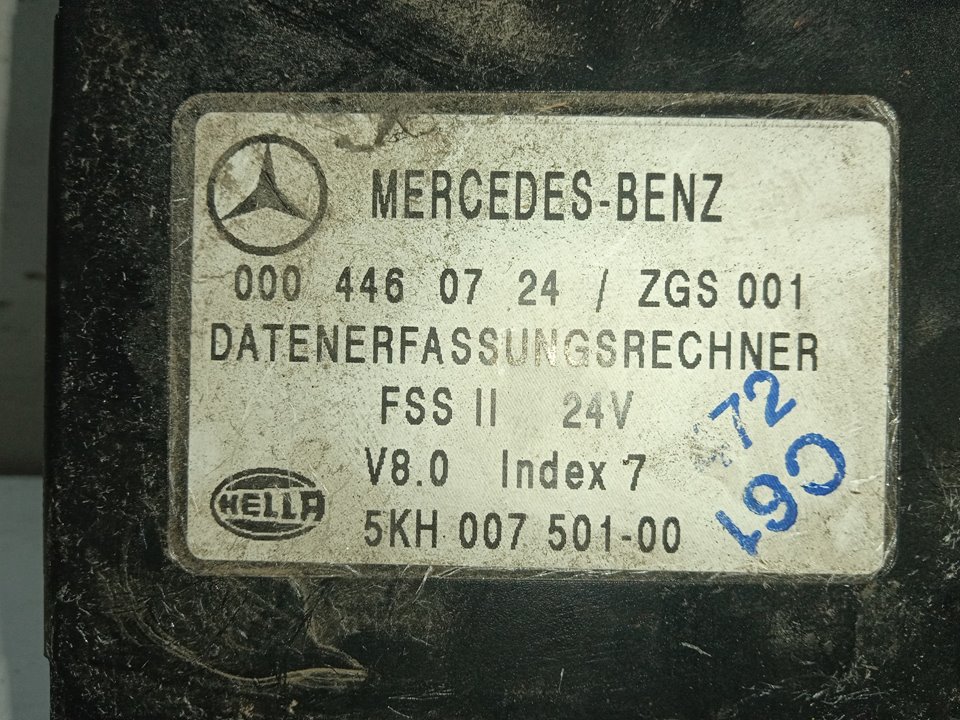 MERCEDES-BENZ
000 446 07 24 / ZGS 001
DATENERFASSUNGSRECHNER
FSS II 24V
V8.0 Index 7
HELLA
5KH 007 501-00
72